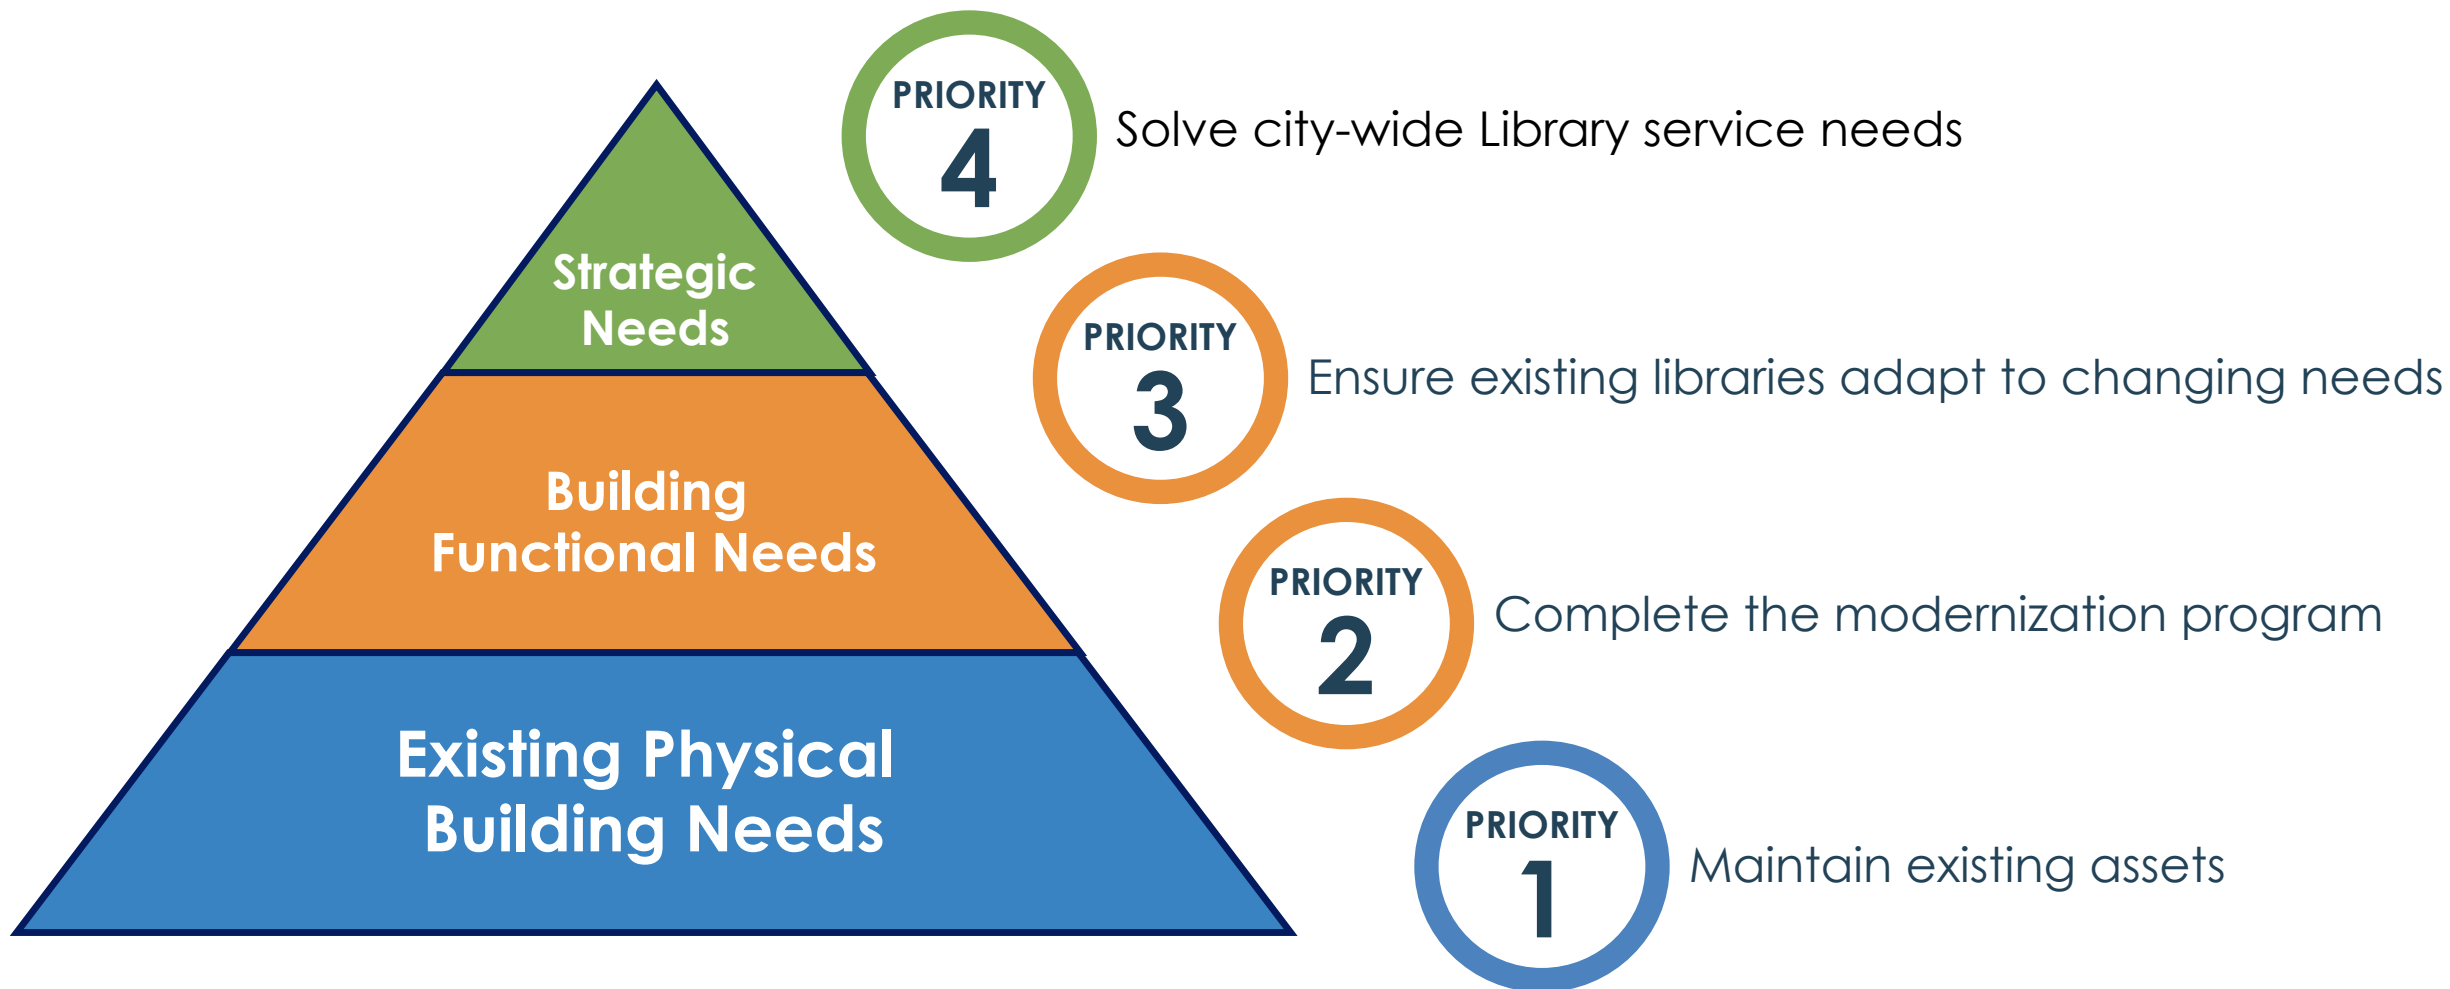 Strategic
Needs
Building
Functional Needs
Existing Physical
Building Needs
PRIORITY
4
Solve city-wide Library service needs
PRIORITY
3
Ensure existing libraries adapt to changing needs
PRIORITY
2
Complete the modernization program
PRIORITY
1
Maintain existing assets